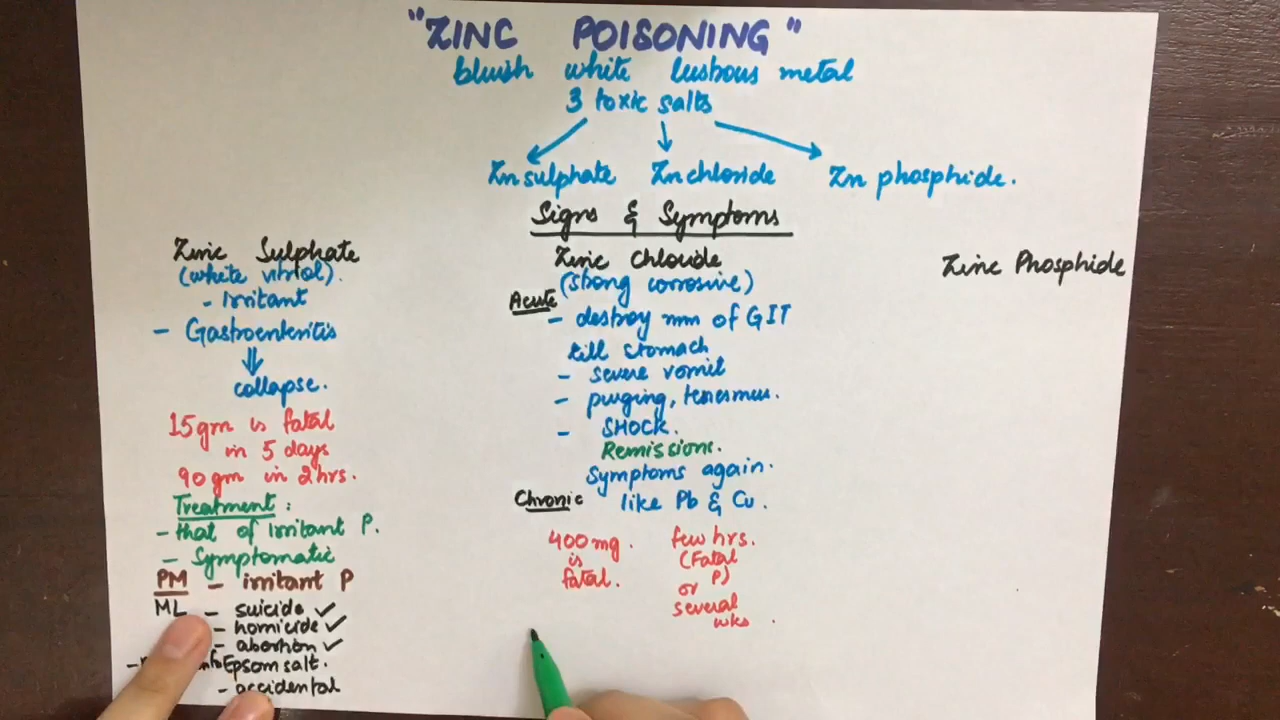 "ZINC POISONING"
bluish white lustrous metal
3 toxic salts
Zn sulphate Zn chloride Zn phosphide.
Signs & Symptoms
Zinc Sulphate
(white vitriol).
- Irritant
- Gastroenteritis
collapse.
15gm is fatal
in 5 days
90 gm in 2 hrs.
Treatment:
- that of Irritant P.
- Symptomatic
PM - irritant P
ML - suicide ✓
- homicide ✓
- abortion ✓
Epsom salt.
- accidental
Zinc Chloride
(strong corrosive)
Acute
- destroy mm of GIT
till stomach
- severe vomit
- purging, tenesmus.
- SHOCK.
Remissions.
Symptoms again.
Chronic like Pb & Cu.
400 mg.
is
fatal.
few hrs.
(Fatal
P)
or
several
wks.
Zinc Phosphide